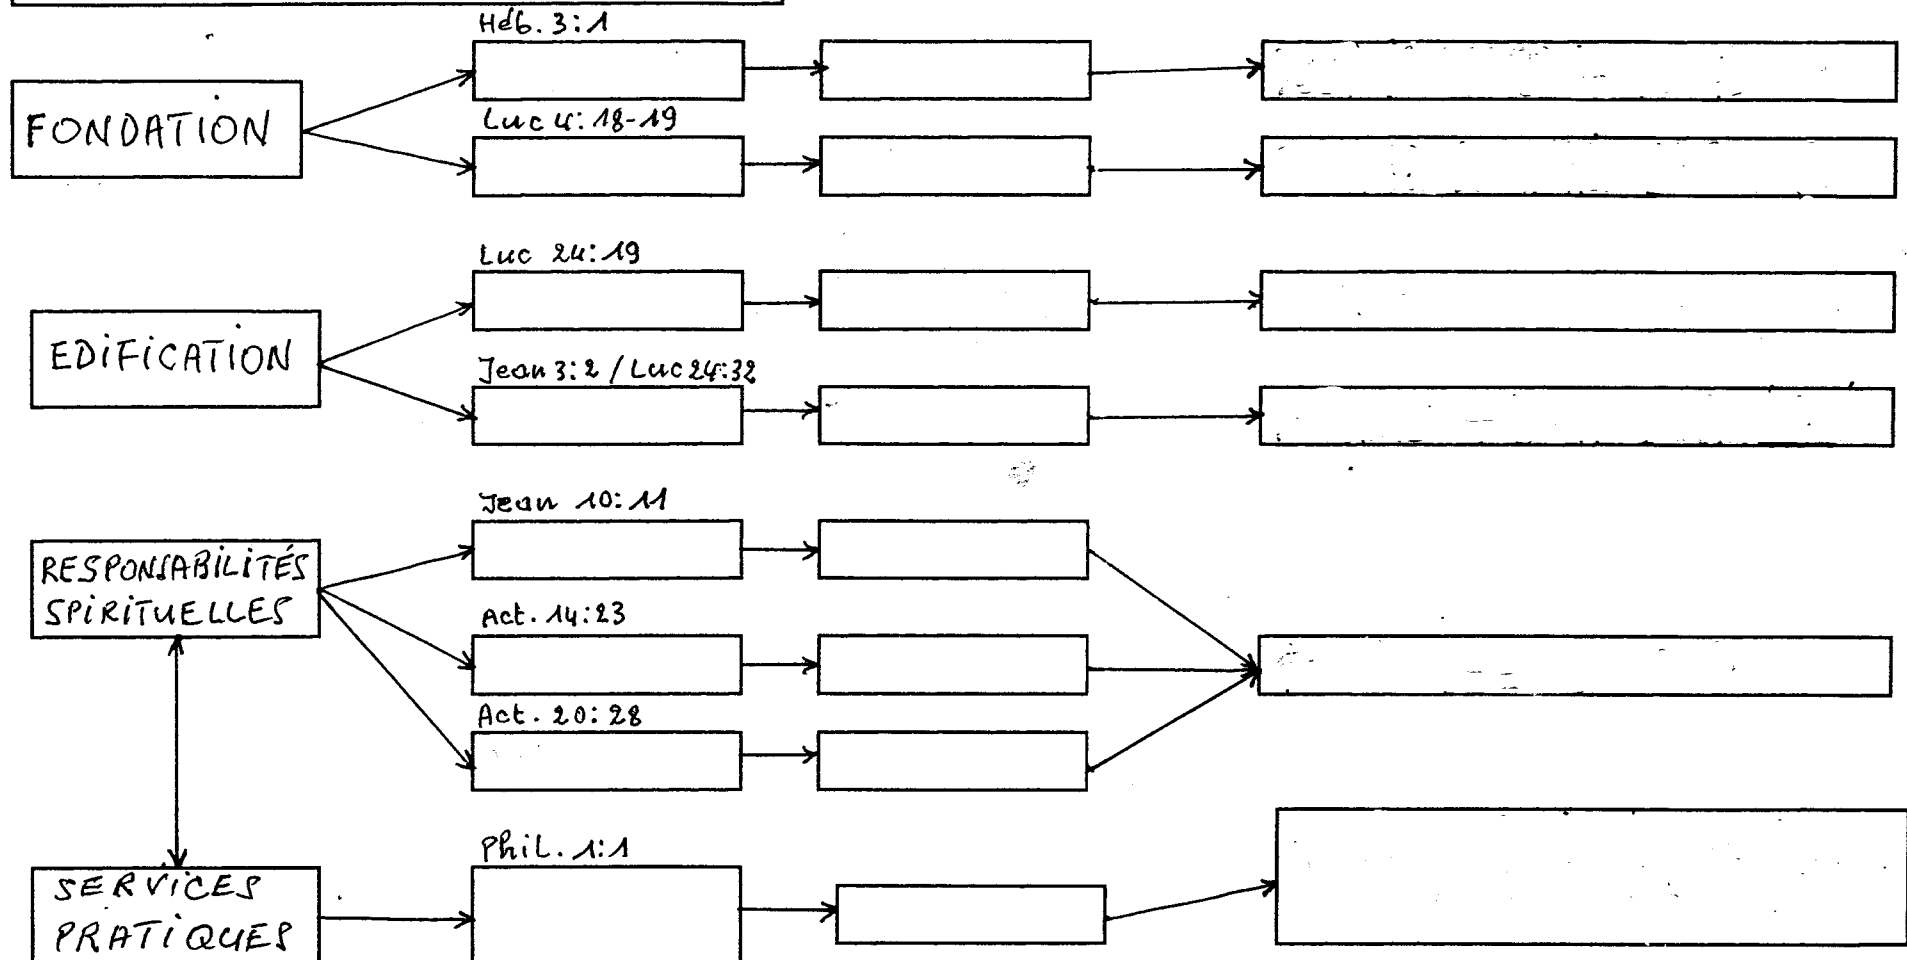 Héb. 3:1
FONDATION
Luc 4:18-19
Luc 24:19
EDIFICATION
Jean 3:2 / Luc 24:32
Jean 10:11
RESPONSABILITÉS
SPIRITUELLES
Act. 14:23
Act. 20:28
Phil. 1:1
SERVICES
PRATIQUES